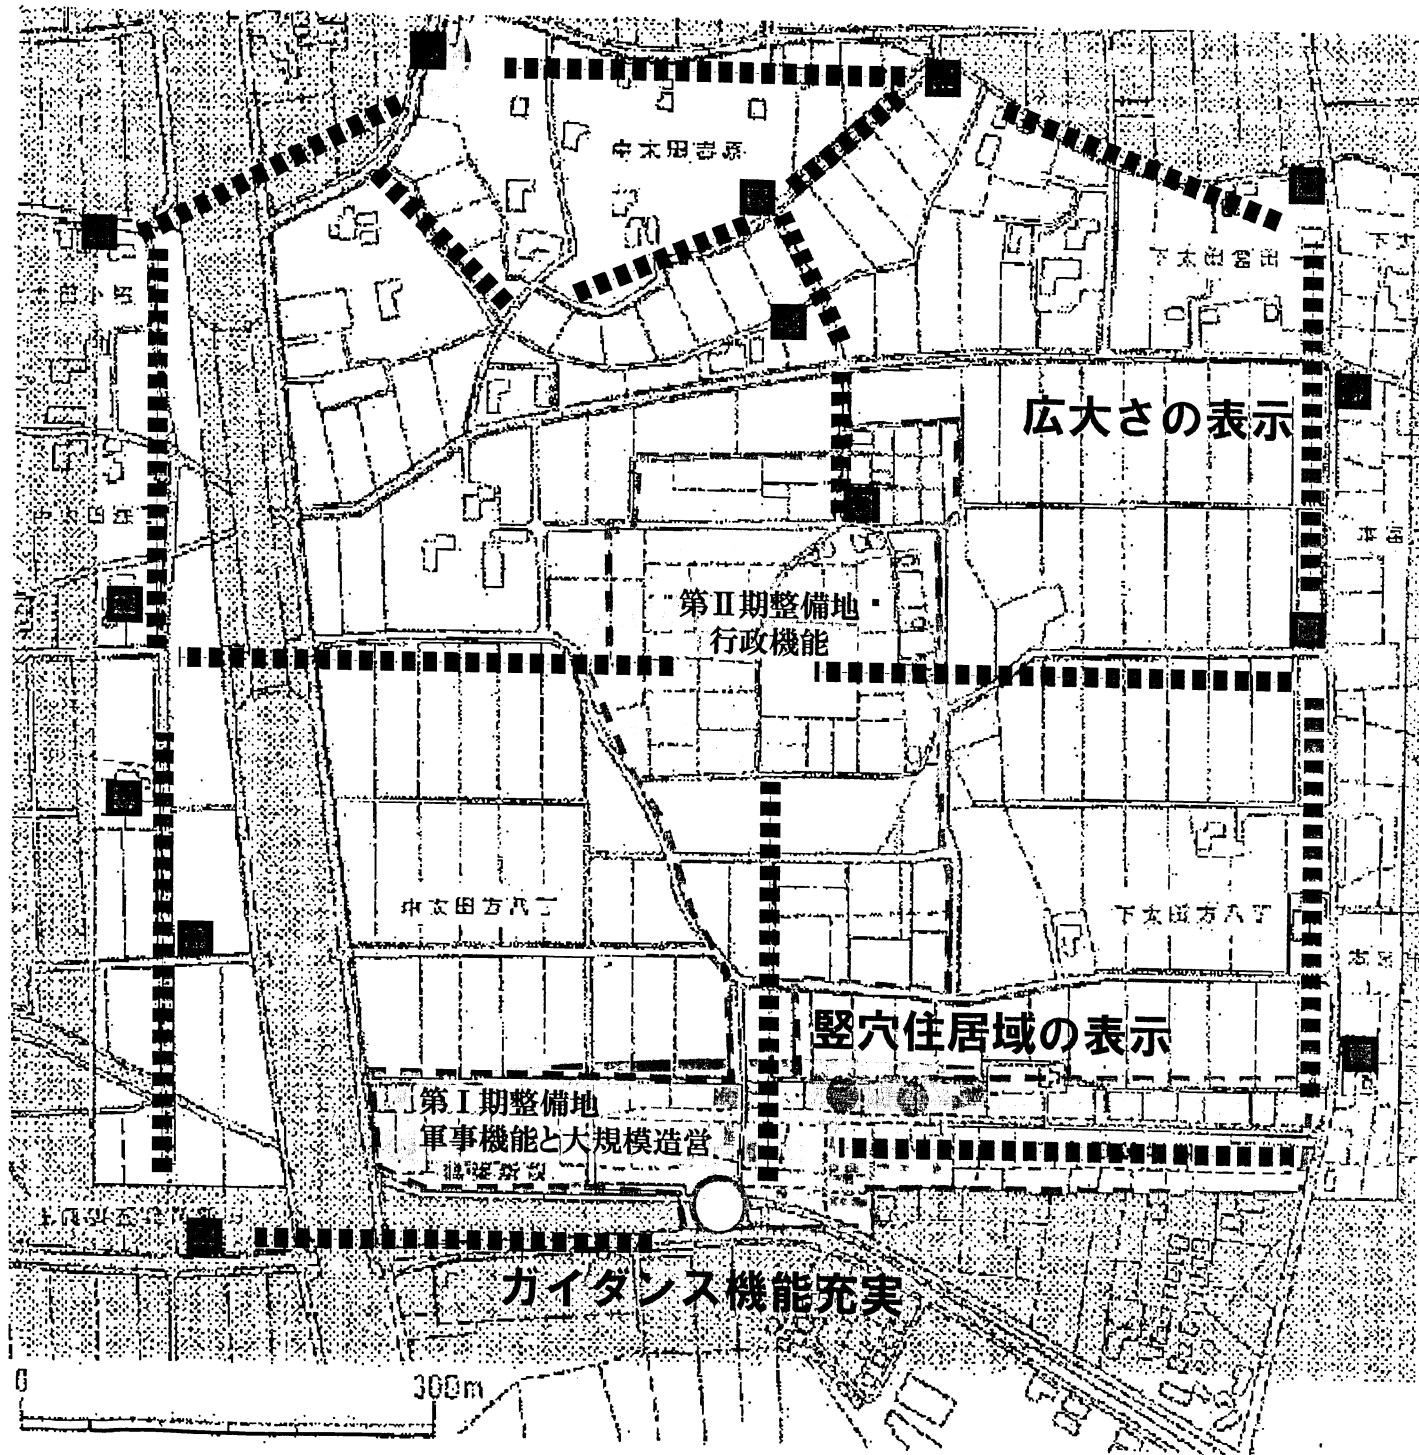 中太田吉原
下太田宮田
広大さの表示
第Ⅱ期整備地・
行政機能
中太田方八丁
下太田方八丁
竪穴住居域の表示
第Ⅰ期整備地
軍事機能と大規模造営
ガイダンス機能充実
0
300m